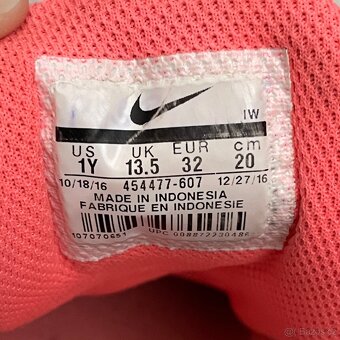 IW
US UK EUR cm
1Y 13.5 32 20
10/18/16 454477-607 12/27/16
MADE IN INDONESIA
FABRIQUE EN INDONESIE
UPC